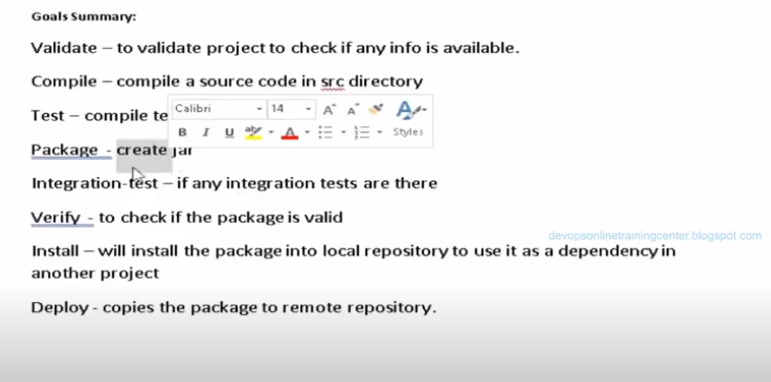 Goals Summary:
Validate – to validate project to check if any info is available.
Compile – compile a source code in src directory
Calibri 14
Test – compile te
B I U ab A Styles
Package - create jar
Integration-test – if any integration tests are there
Verify - to check if the package is valid
devopsonlinetrainingcenter.blogspot.com
Install – will install the package into local repository to use it as a dependency in
another project
Deploy - copies the package to remote repository.